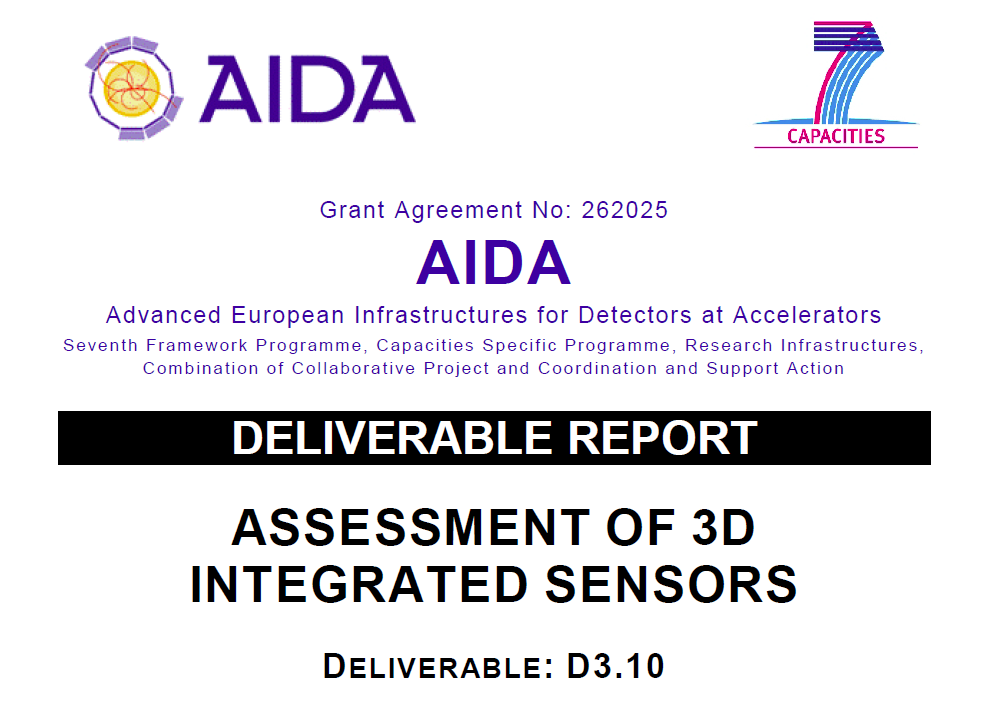 AIDA
7
CAPACITIES
Grant Agreement No: 262025
AIDA
Advanced European Infrastructures for Detectors at Accelerators
Seventh Framework Programme, Capacities Specific Programme, Research Infrastructures,
Combination of Collaborative Project and Coordination and Support Action
DELIVERABLE REPORT
ASSESSMENT OF 3D
INTEGRATED SENSORS
DELIVERABLE: D3.10